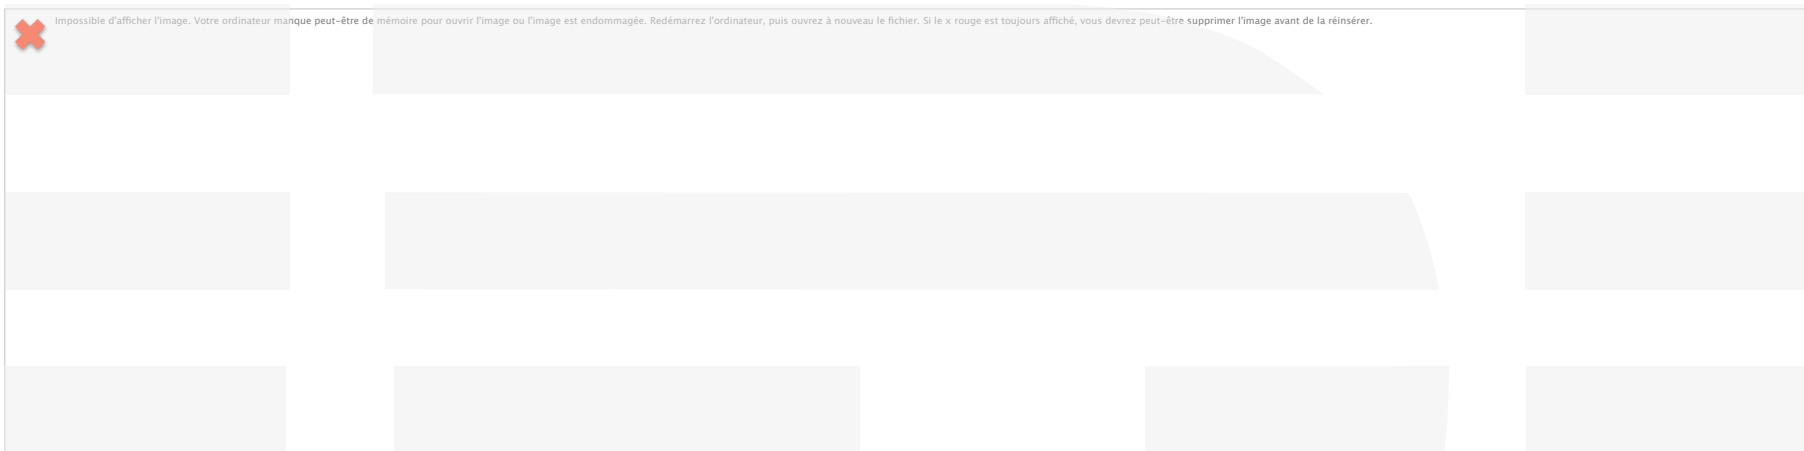 Impossible d'afficher l'image. Votre ordinateur manque peut-être de mémoire pour ouvrir l'image ou l'image est endommagée. Redémarrez l'ordinateur, puis ouvrez à nouveau le fichier. Si le x rouge est toujours affiché, vous devrez peut-être supprimer l'image avant de la réinsérer.